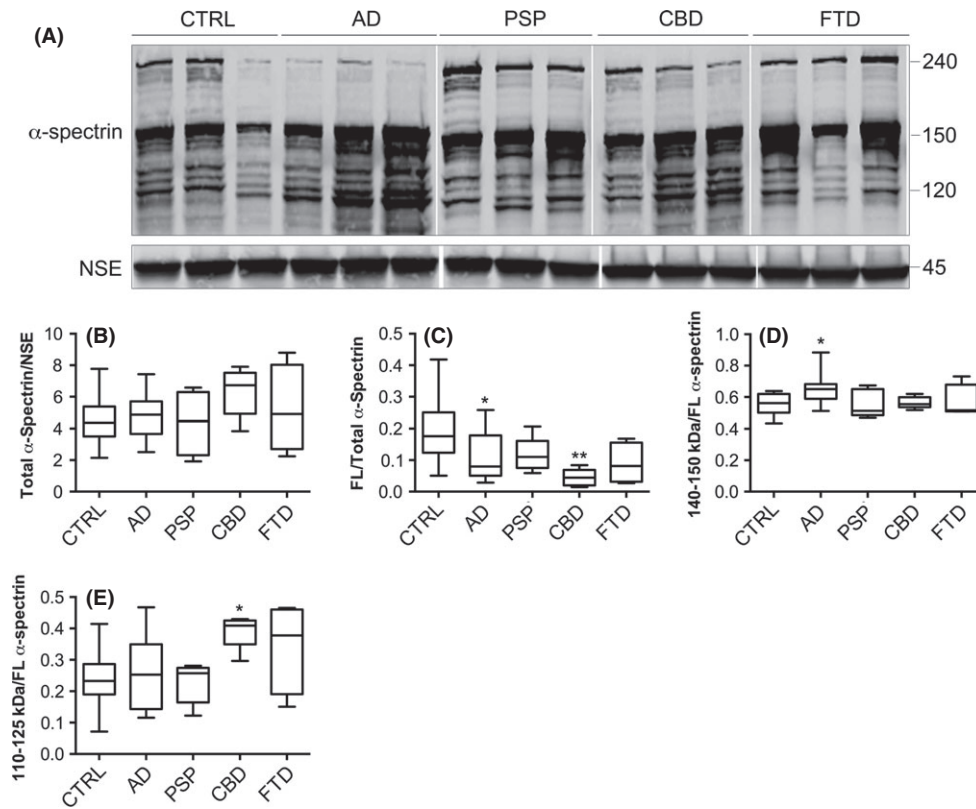 CTRL AD PSP CBD FTD
(A)
240
α-spectrin
150
120
NSE
45
(B)
Total α-Spectrin/NSE
10
8
6
4
2
0
CTRL AD PSP CBD FTD
(C)
FL/Total α-Spectrin
0.5
0.4
0.3
0.2
0.1
0.0
*
**
CTRL AD PSP CBD FTD
(D)
140-150 kDa/FL α-spectrin
1.0
0.8
0.6
0.4
0.2
0.0
*
CTRL AD PSP CBD FTD
(E)
110-125 kDa/FL α-spectrin
0.5
0.4
0.3
0.2
0.1
0.0
*
CTRL AD PSP CBD FTD